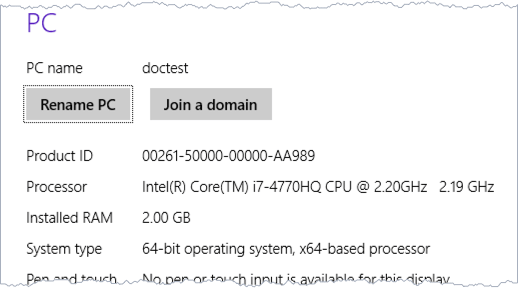 PC
PC name doctest
Rename PC Join a domain
Product ID 00261-50000-00000-AA989
Processor Intel(R) Core(TM) i7-4770HQ CPU @ 2.20GHz 2.19 GHz
Installed RAM 2.00 GB
System type 64-bit operating system, x64-based processor
Pen and touch No pen or touch input is available for this display